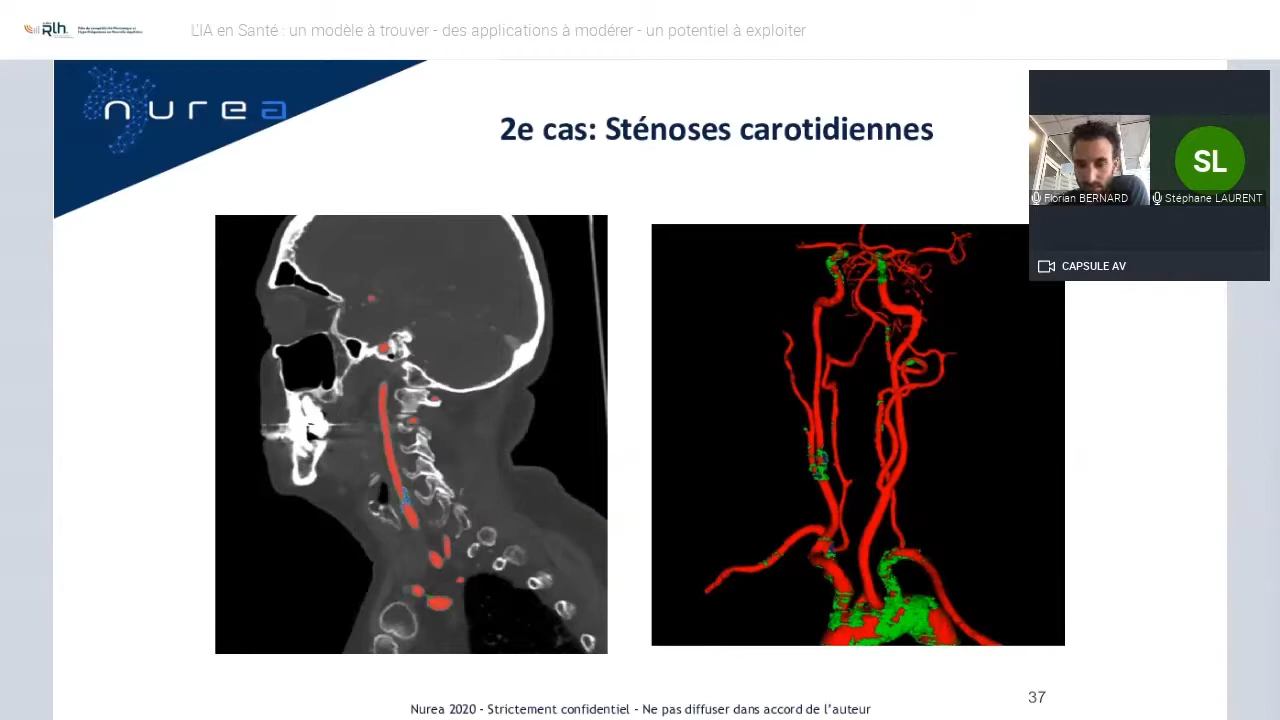 Rlh
L'IA en Santé : un modèle à trouver - des applications à modérer - un potentiel à exploiter
nurea
2e cas: Sténoses carotidiennes
SL
Florian BERNARD
Stéphane LAURENT
CAPSULE AV
37
Nurea 2020 - Strictement confidentiel - Ne pas diffuser dans accord de l'auteur